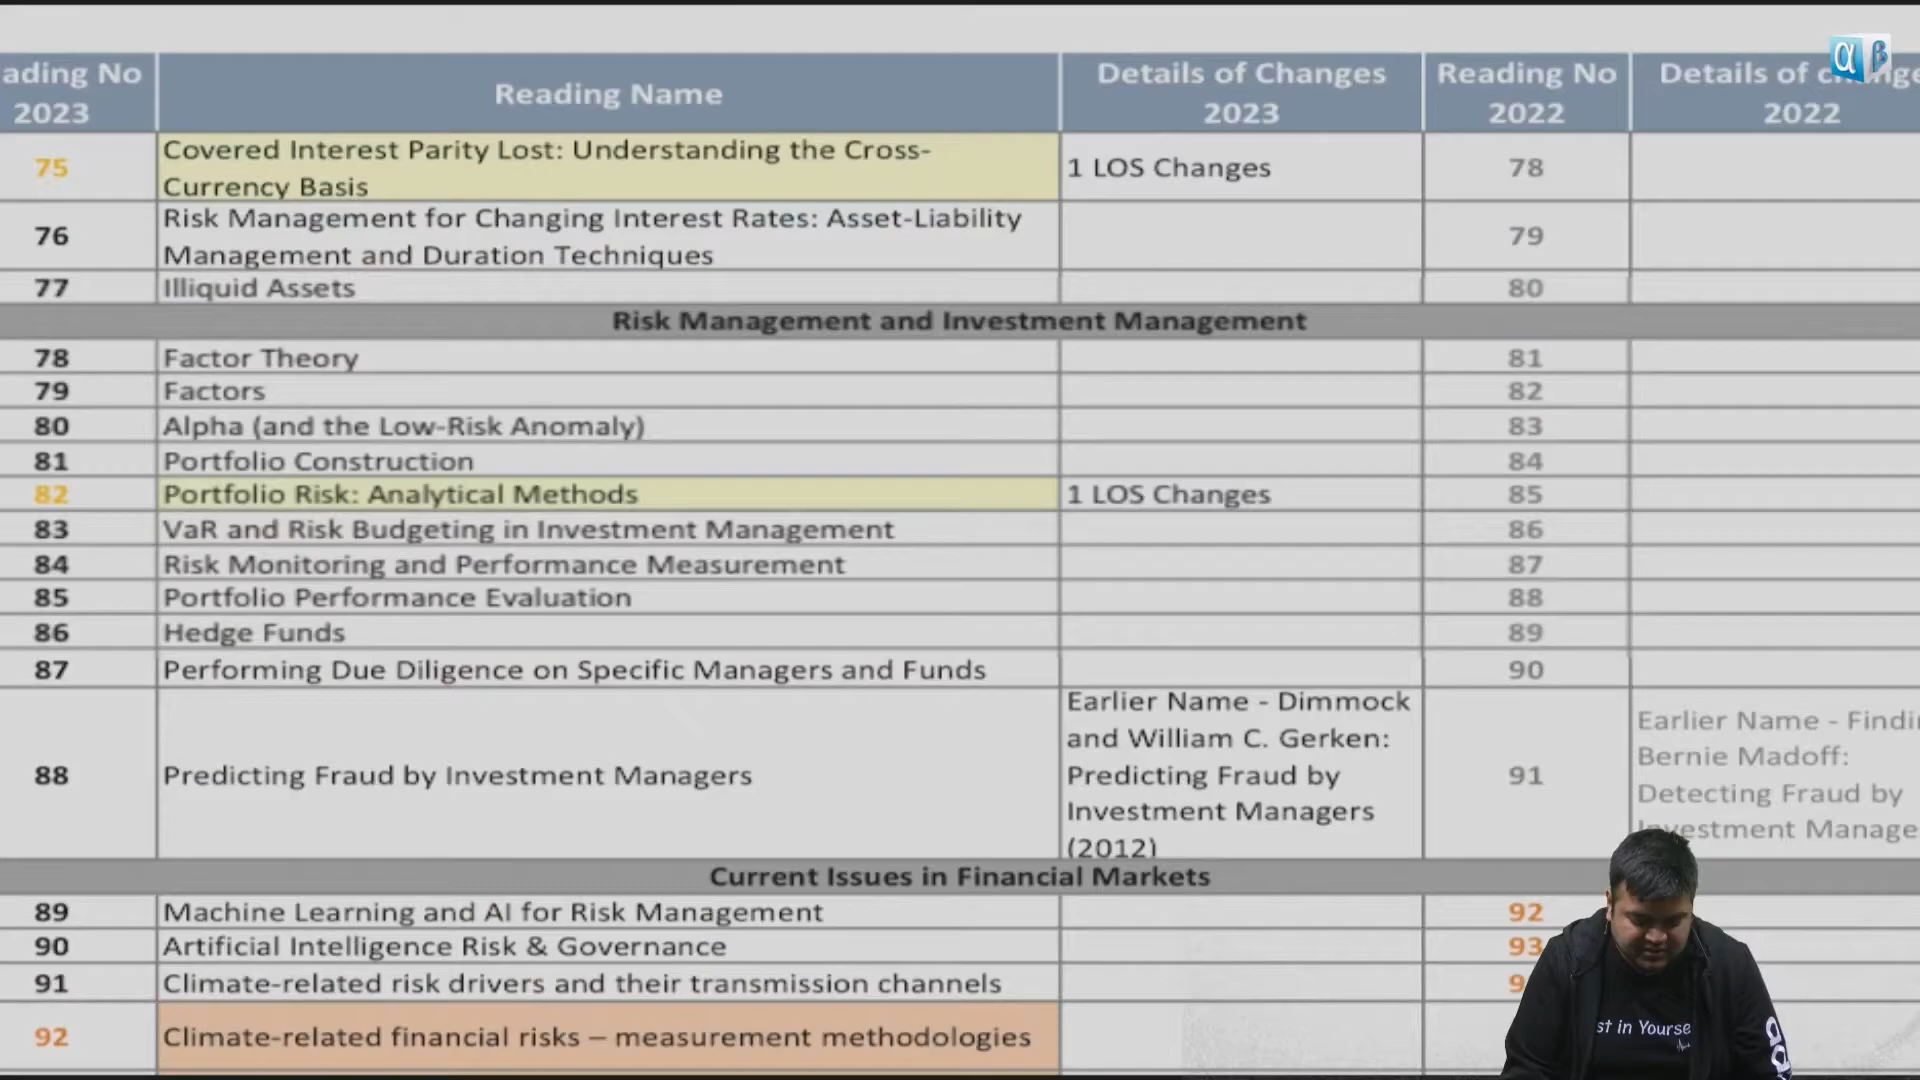 α β
ading No 2023
Reading Name
Details of Changes 2023
Reading No 2022
Details of
2022
75
Covered Interest Parity Lost: Understanding the Cross-
Currency Basis
1 LOS Changes
78
76
Risk Management for Changing Interest Rates: Asset-Liability
Management and Duration Techniques
79
77
Illiquid Assets
80
Risk Management and Investment Management
78
Factor Theory
81
79
Factors
82
80
Alpha (and the Low-Risk Anomaly)
83
81
Portfolio Construction
84
82
Portfolio Risk: Analytical Methods
1 LOS Changes
85
83
VaR and Risk Budgeting in Investment Management
86
84
Risk Monitoring and Performance Measurement
87
85
Portfolio Performance Evaluation
88
86
Hedge Funds
89
87
Performing Due Diligence on Specific Managers and Funds
90
88
Predicting Fraud by Investment Managers
Earlier Name - Dimmock
and William C. Gerken:
Predicting Fraud by
Investment Managers
(2012)
91
Earlier Name - Findi
Bernie Madoff:
Detecting Fraud by
Investment Manage
Current Issues in Financial Markets
89
Machine Learning and AI for Risk Management
92
90
Artificial Intelligence Risk & Governance
93
91
Climate-related risk drivers and their transmission channels
9
92
Climate-related financial risks – measurement methodologies
st in Yourse